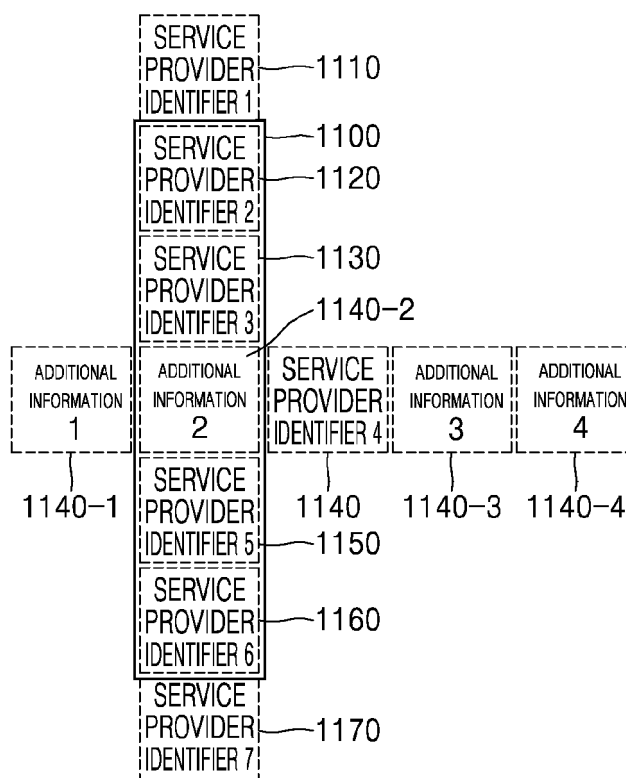 SERVICE
PROVIDER
IDENTIFIER 1
1110
1100
SERVICE
PROVIDER
IDENTIFIER 2
1120
SERVICE
PROVIDER
IDENTIFIER 3
1130
1140-2
ADDITIONAL
INFORMATION
1
ADDITIONAL
INFORMATION
2
SERVICE
PROVIDER
IDENTIFIER 4
ADDITIONAL
INFORMATION
3
ADDITIONAL
INFORMATION
4
1140-1
1140
1140-3
1140-4
SERVICE
PROVIDER
IDENTIFIER 5
1150
SERVICE
PROVIDER
IDENTIFIER 6
1160
SERVICE
PROVIDER
IDENTIFIER 7
1170